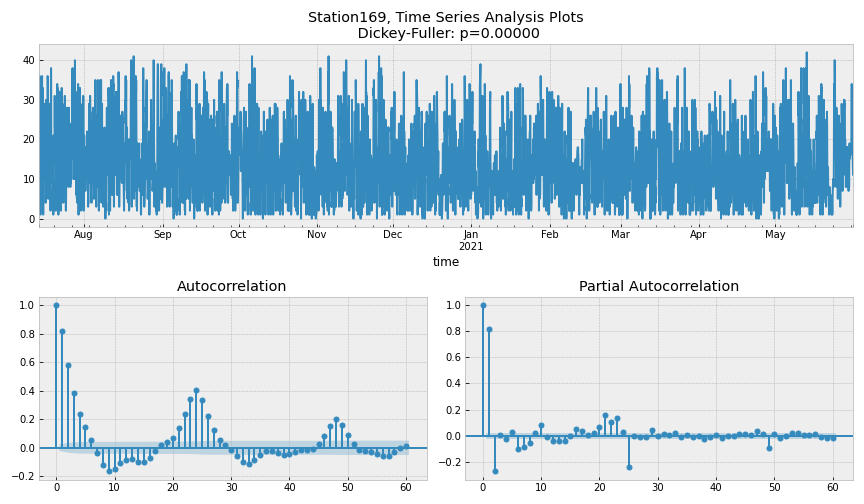 Station169, Time Series Analysis Plots
Dickey-Fuller: p=0.00000
40
30
20
10
0
Aug Sep Oct Nov Dec Jan Feb Mar Apr May
2021
time
Autocorrelation
1.0
0.8
0.6
0.4
0.2
0.0
−0.2
0 10 20 30 40 50 60
Partial Autocorrelation
1.0
0.8
0.6
0.4
0.2
0.0
−0.2
0 10 20 30 40 50 60